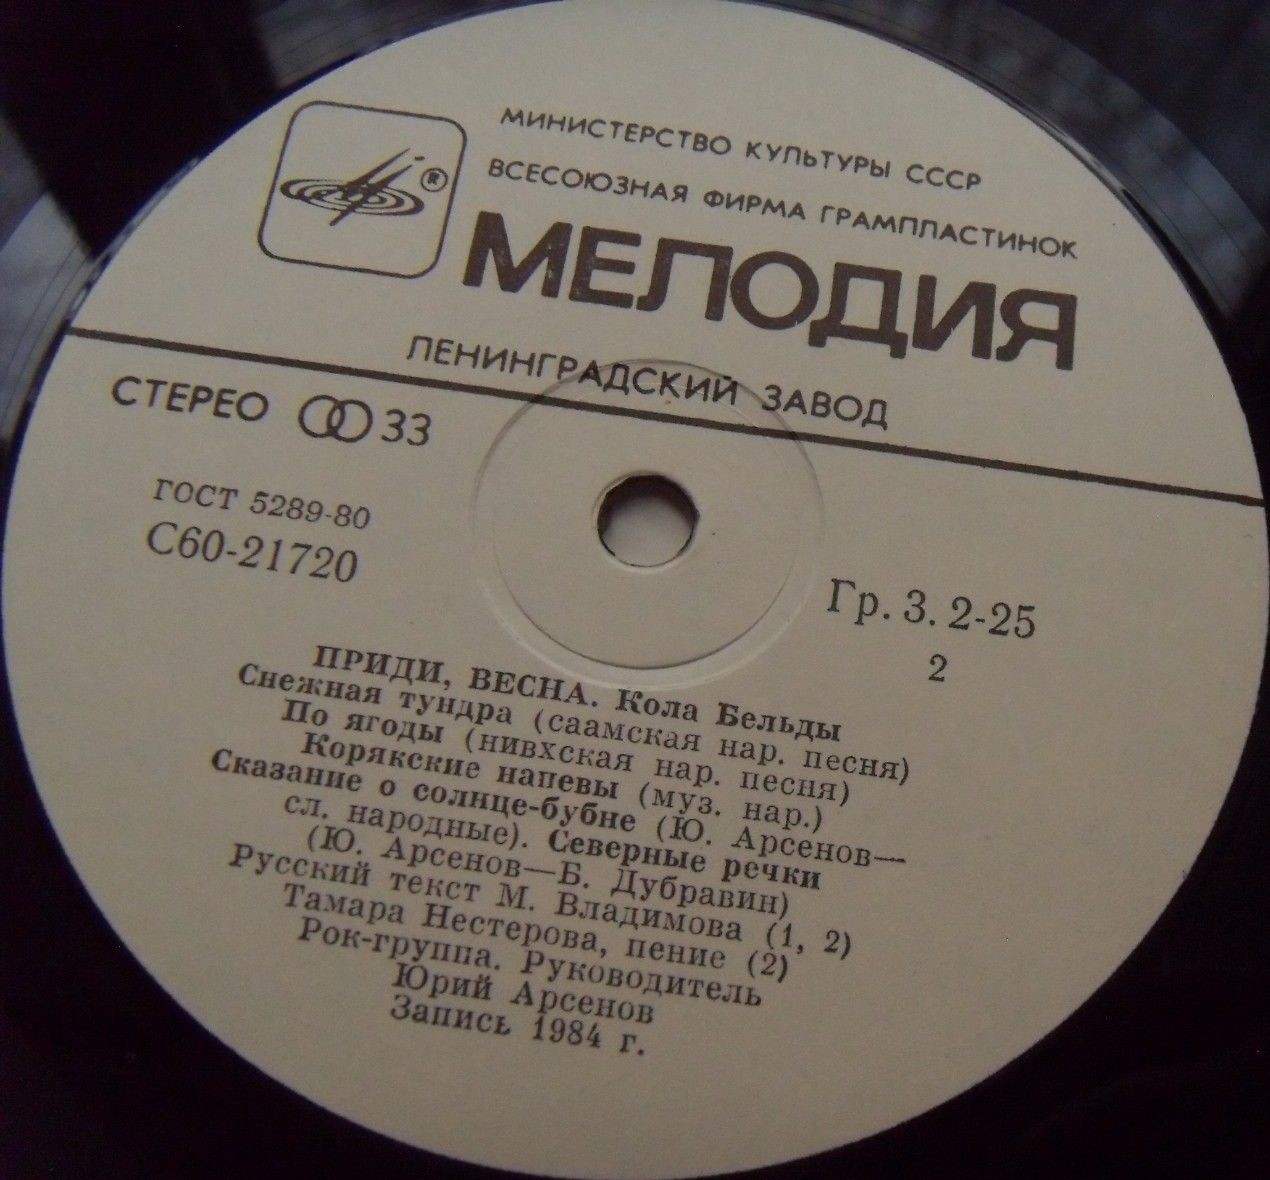 ®
МИНИСТЕРСТВО КУЛЬТУРЫ СССР
ВСЕСОЮЗНАЯ ФИРМА ГРАМПЛАСТИНОК
МЕЛОДИЯ
ЛЕНИНГРАДСКИЙ ЗАВОД
СТЕРЕО 33
ГОСТ 5289-80
С60-21720
Гр. 3. 2-25
2
ПРИДИ, ВЕСНА. Кола Бельды
Снежная тундра (саамская нар. песня)
По ягоды (нивхская нар. песня)
Корякские напевы (муз. нар.)
Сказание о солнце-бубне (Ю. Арсенов—
сл. народные). Северные речки
(Ю. Арсенов—Б. Дубравин)
Русский текст М. Владимова (1, 2)
Тамара Нестерова, пение (2)
Рок-группа. Руководитель
Юрий Арсенов
Запись 1984 г.